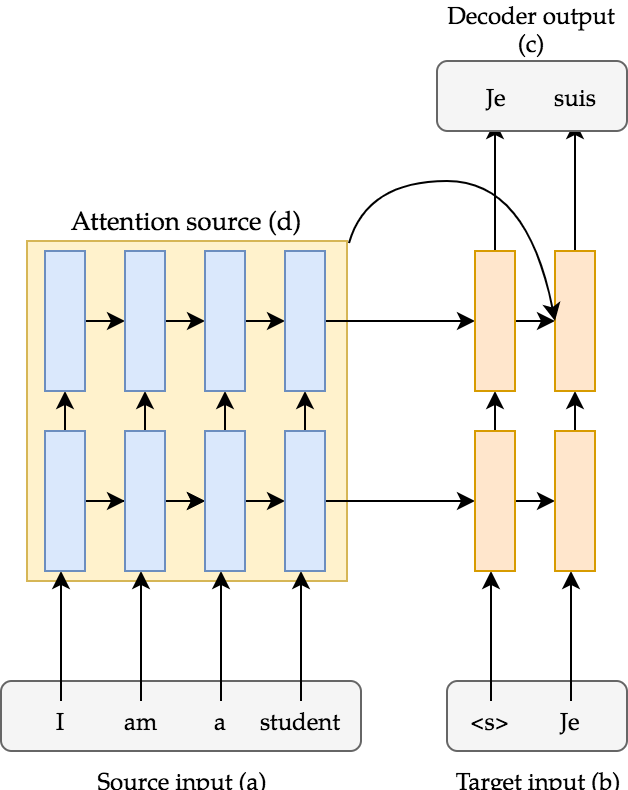 Decoder output
(c)
Je suis
Attention source (d)
I am a student
<s> Je
Source input (a)
Target input (b)